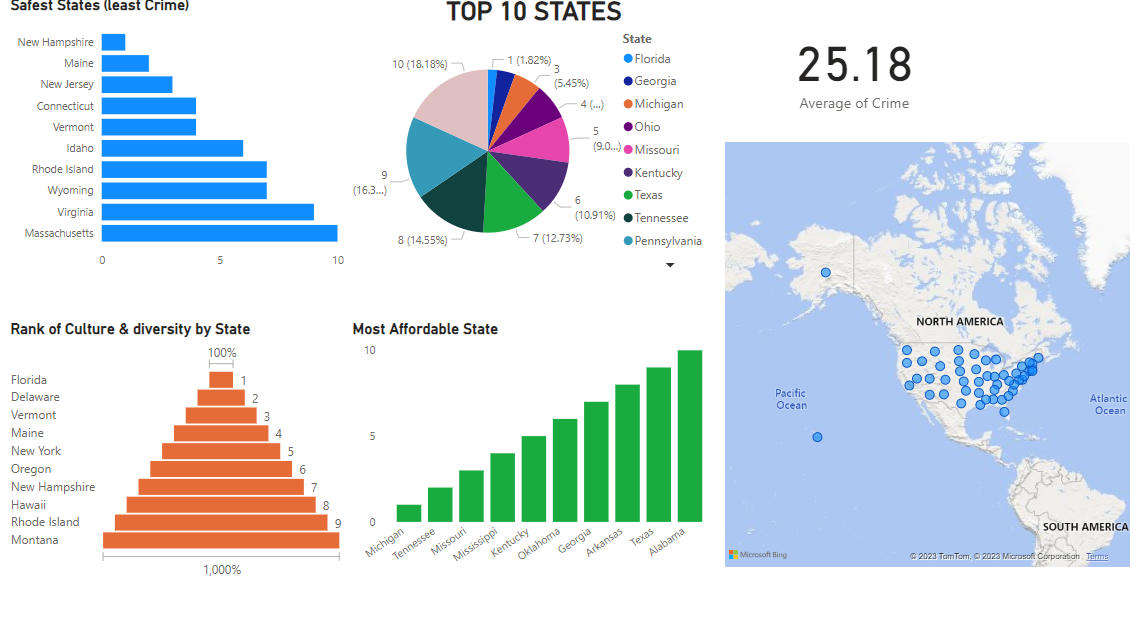 Safest States (least Crime)
New Hampshire
Maine
New Jersey
Connecticut
Vermont
Idaho
Rhode Island
Wyoming
Virginia
Massachusetts
0 5 10
TOP 10 STATES
10 (18.18%)
1 (1.82%)
3
(5.45%)
4 (...)
5
(9.0...)
6
(10.91%)
7 (12.73%)
8 (14.55%)
9
(16.3...)
State
Florida
Georgia
Michigan
Ohio
Missouri
Kentucky
Texas
Tennessee
Pennsylvania
25.18
Average of Crime
Rank of Culture & diversity by State
100%
Florida 1
Delaware 2
Vermont 3
Maine 4
New York 5
Oregon 6
New Hampshire 7
Hawaii 8
Rhode Island 9
Montana
1,000%
Most Affordable State
10
5
0
Michigan
Tennessee
Missouri
Mississippi
Kentucky
Oklahoma
Georgia
Arkansas
Texas
Alabama
NORTH AMERICA
Pacific
Ocean
Atlantic
Ocean
SOUTH AMERICA
Microsoft Bing
© 2023 TomTom, © 2023 Microsoft Corporation Terms